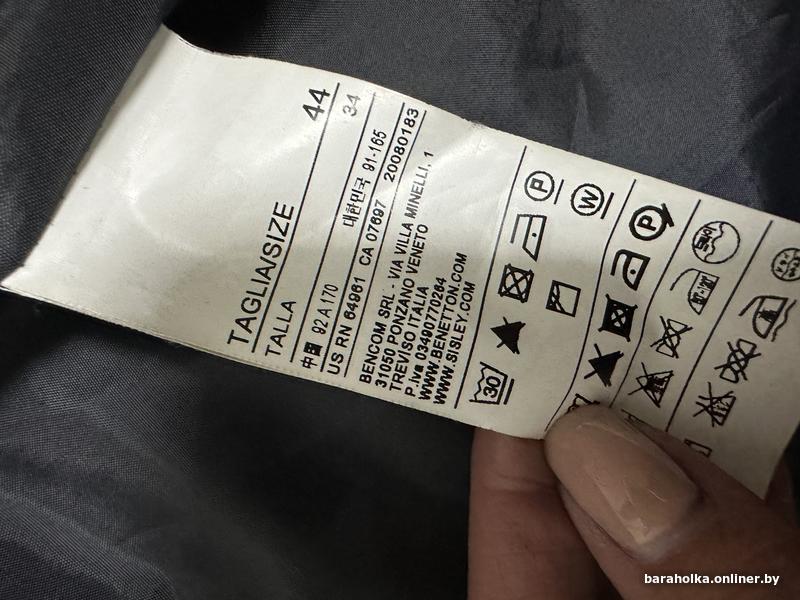 TAGLIA/SIZE 44
TALLA 34
中国 92 A 170 대한민국 91-165
US RN 64961 CA 07697 20080183
BENCOM SRL - VIA VILLA MINELLI, 1
31050 PONZANO VENETO
TREVISO ITALIA
P.iva 03490770264
WWW.BENETTON.COM
WWW.SISLEY.COM
30 P
W
P
baraholka.onliner.by